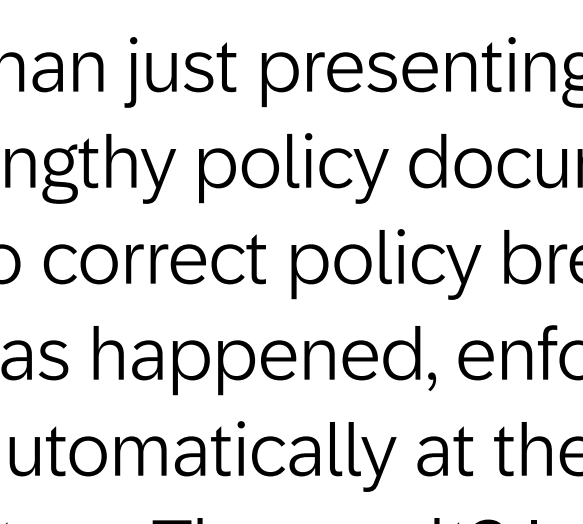 han just presenting
ngthy policy docu
o correct policy bre
as happened, enfo
utomatically at the